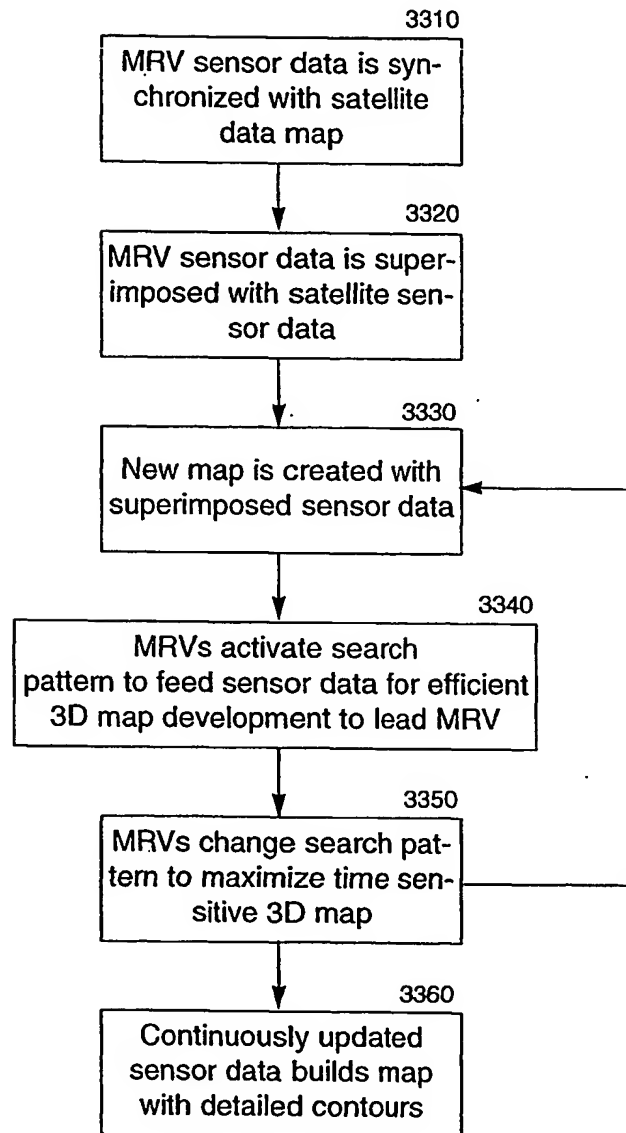 3310
MRV sensor data is syn-
chronized with satellite
data map
3320
MRV sensor data is super-
imposed with satellite sen-
sor data
3330
New map is created with
superimposed sensor data
3340
MRVs activate search
pattern to feed sensor data for efficient
3D map development to lead MRV
3350
MRVs change search pat-
tern to maximize time sen-
sitive 3D map
3360
Continuously updated
sensor data builds map
with detailed contours